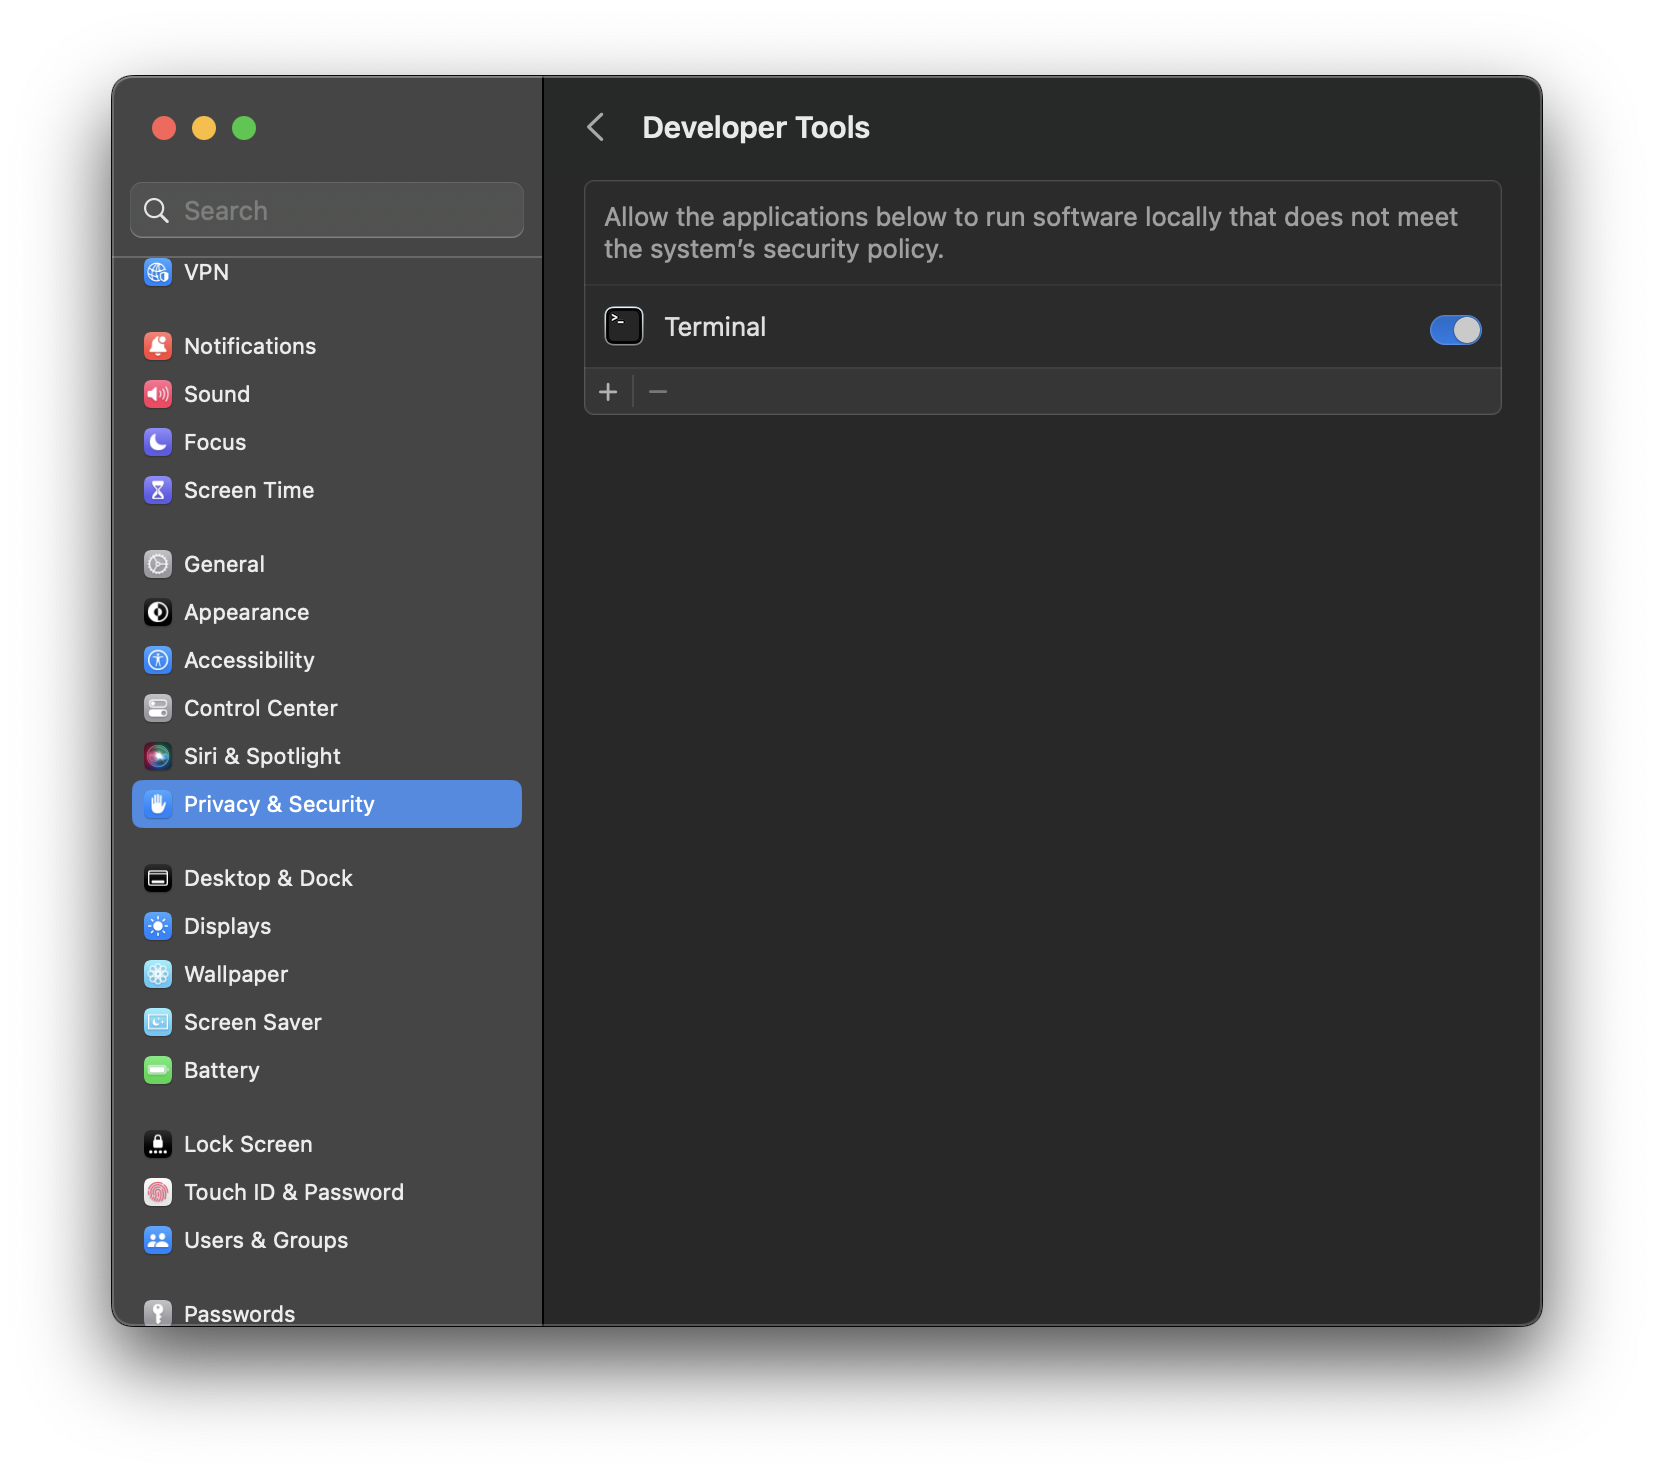 Search
VPN
Notifications
Sound
Focus
Screen Time
General
Appearance
Accessibility
Control Center
Siri & Spotlight
Privacy & Security
Desktop & Dock
Displays
Wallpaper
Screen Saver
Battery
Lock Screen
Touch ID & Password
Users & Groups
Passwords
Developer Tools
Allow the applications below to run software locally that does not meet
the system’s security policy.
Terminal